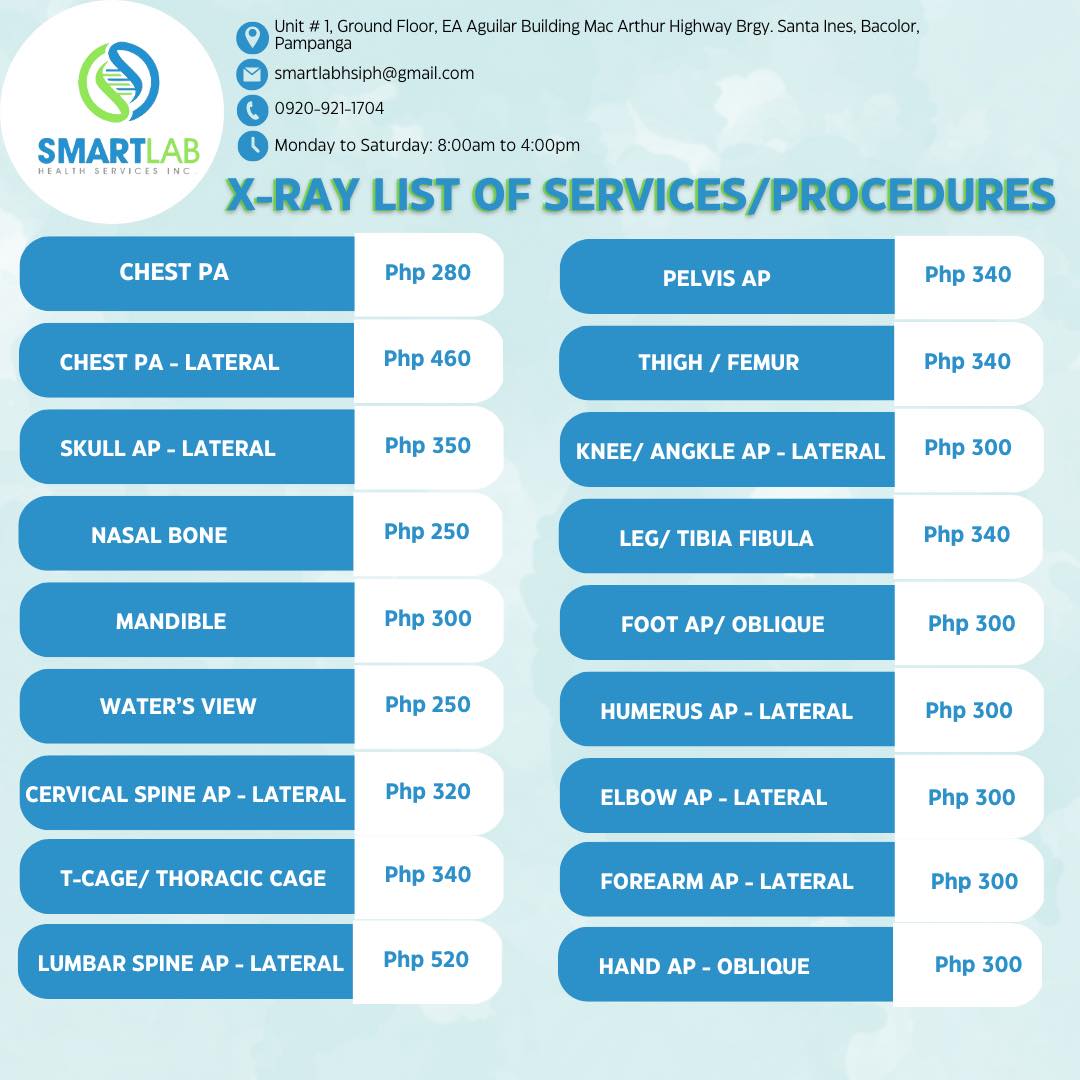 SMARTLAB
HEALTH SERVICES INC.
Unit # 1, Ground Floor, EA Aguilar Building Mac Arthur Highway Brgy. Santa Ines, Bacolor,
Pampanga
smartlabhsiph@gmail.com
0920-921-1704
Monday to Saturday: 8:00am to 4:00pm
X-RAY LIST OF SERVICES/PROCEDURES
CHEST PA Php 280
CHEST PA - LATERAL Php 460
SKULL AP - LATERAL Php 350
NASAL BONE Php 250
MANDIBLE Php 300
WATER'S VIEW Php 250
CERVICAL SPINE AP - LATERAL Php 320
T-CAGE/ THORACIC CAGE Php 340
LUMBAR SPINE AP - LATERAL Php 520
PELVIS AP Php 340
THIGH / FEMUR Php 340
KNEE/ ANGKLE AP - LATERAL Php 300
LEG/ TIBIA FIBULA Php 340
FOOT AP/ OBLIQUE Php 300
HUMERUS AP - LATERAL Php 300
ELBOW AP - LATERAL Php 300
FOREARM AP - LATERAL Php 300
HAND AP - OBLIQUE Php 300